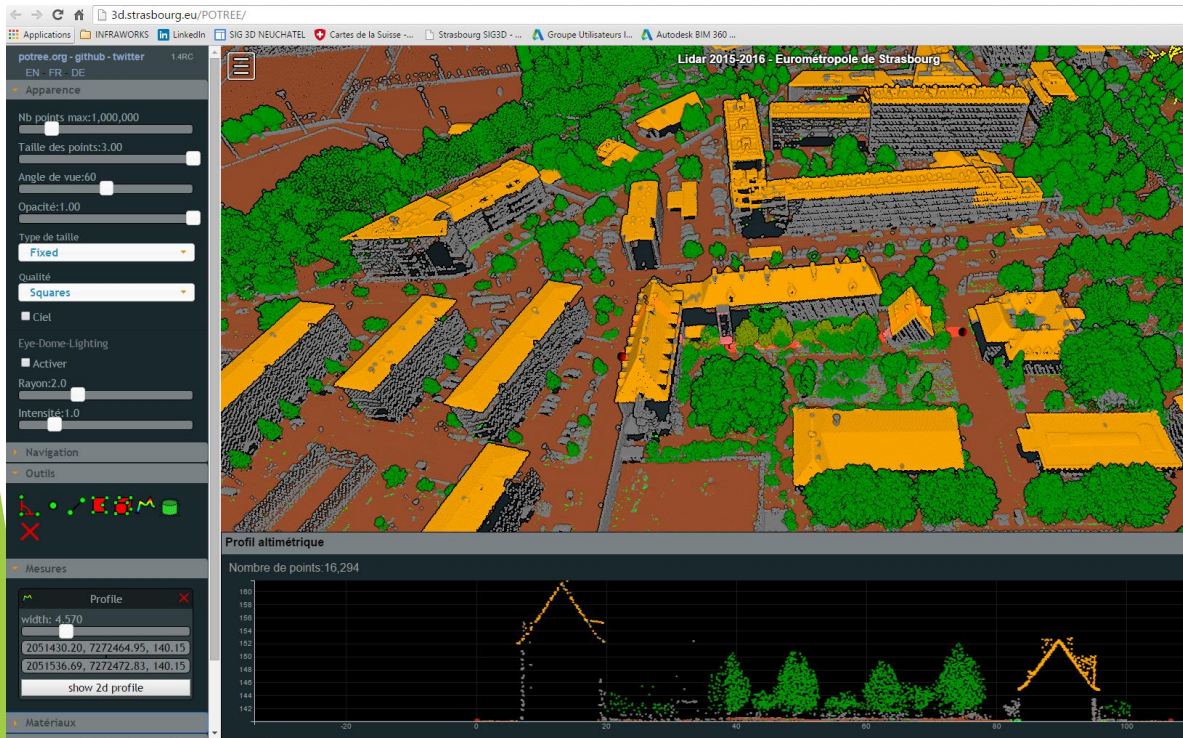 3d.strasbourg.eu/POTREE/
Applications INFRAWORKS LinkedIn SIG 3D NEUCHATEL Cartes de la Suisse -... Strasbourg SIG3D - ... Groupe Utilisateurs I... Autodesk BIM 360 ...
potree.org - github - twitter 1.4RC
EN - FR - DE
Apparence
Nb points max:1,000,000
Taille des points:3.00
Angle de vue:60
Opacité:1.00
Type de taille
Fixed
Qualité
Squares
Ciel
Eye-Dome-Lighting
Activer
Rayon:2.0
Intensité:1.0
Navigation
Outils
Mesures
Profile
width: 4.570
2051430.20, 7272464.95, 140.15
2051536.69, 7272472.83, 140.15
show 2d profile
Matériaux
Lidar 2015-2016 - Eurométropole de Strasbourg
Profil altimétrique
Nombre de points:16,294
160
158
156
154
152
150
148
146
144
142
-20 0 20 40 60 80 100